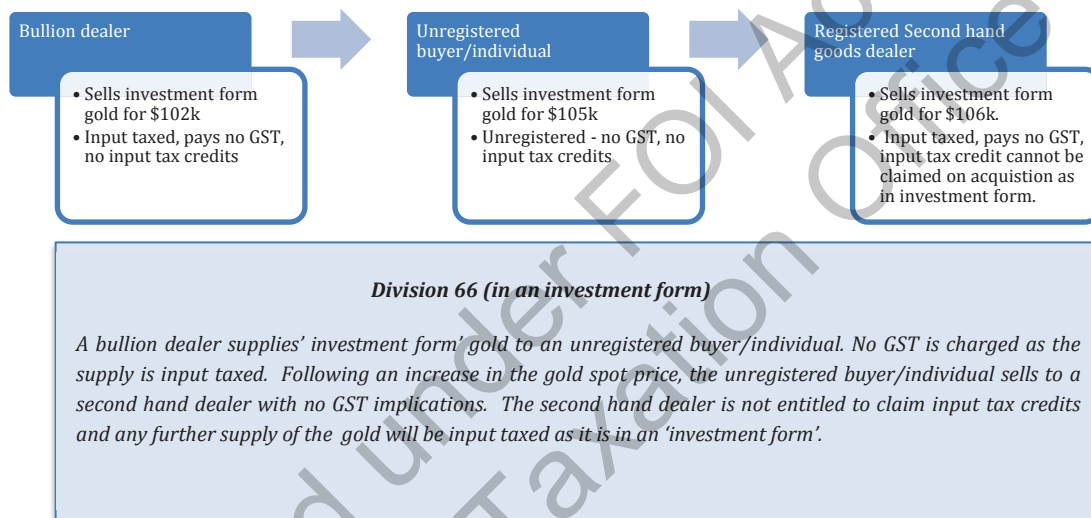 Bullion dealer
• Sells investment form
gold for $102k
• Input taxed, pays no GST,
no input tax credits
Unregistered
buyer/individual
• Sells investment form
gold for $105k
• Unregistered - no GST, no
input tax credits
Registered Second hand
goods dealer
• Sells investment form
gold for $106k.
• Input taxed, pays no GST,
input tax credit cannot be
claimed on acquistion as
in investment form.
Division 66 (in an investment form)
A bullion dealer supplies' investment form' gold to an unregistered buyer/individual. No GST is charged as the
supply is input taxed. Following an increase in the gold spot price, the unregistered buyer/individual sells to a
second hand dealer with no GST implications. The second hand dealer is not entitled to claim input tax credits
and any further supply of the gold will be input taxed as it is in an 'investment form'.
under FOI
Taxation Office